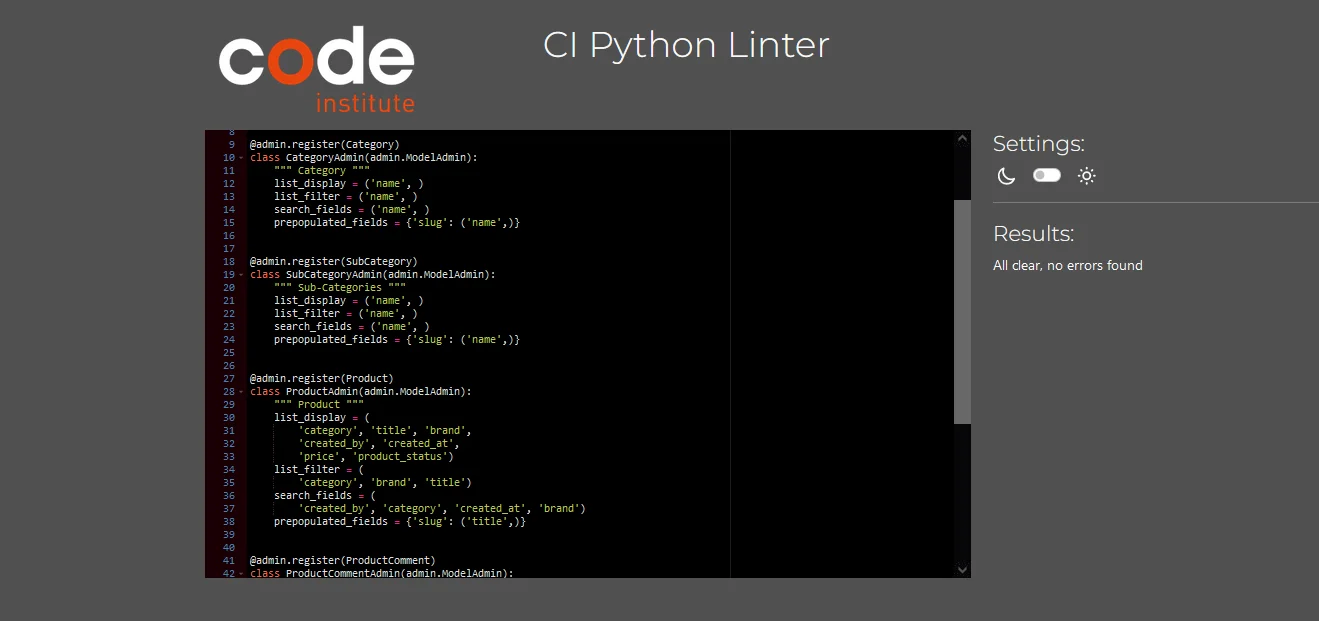 code
institute
CI Python Linter
8
9 @admin.register(Category)
10 class CategoryAdmin(admin.ModelAdmin):
11     """ Category """
12     list_display = ('name', )
13     list_filter = ('name', )
14     search_fields = ('name', )
15     prepopulated_fields = {'slug': ('name',)}
16
17
18 @admin.register(SubCategory)
19 class SubCategoryAdmin(admin.ModelAdmin):
20     """ Sub-Categories """
21     list_display = ('name', )
22     list_filter = ('name', )
23     search_fields = ('name', )
24     prepopulated_fields = {'slug': ('name',)}
25
26
27 @admin.register(Product)
28 class ProductAdmin(admin.ModelAdmin):
29     """ Product """
30     list_display = (
31         'category', 'title', 'brand',
32         'created_by', 'created_at',
33         'price', 'product_status')
34     list_filter = (
35         'category', 'brand', 'title')
36     search_fields = (
37         'created_by', 'category', 'created_at', 'brand')
38     prepopulated_fields = {'slug': ('title',)}
39
40
41 @admin.register(ProductComment)
42 class ProductCommentAdmin(admin.ModelAdmin):
Settings:
Results:
All clear, no errors found